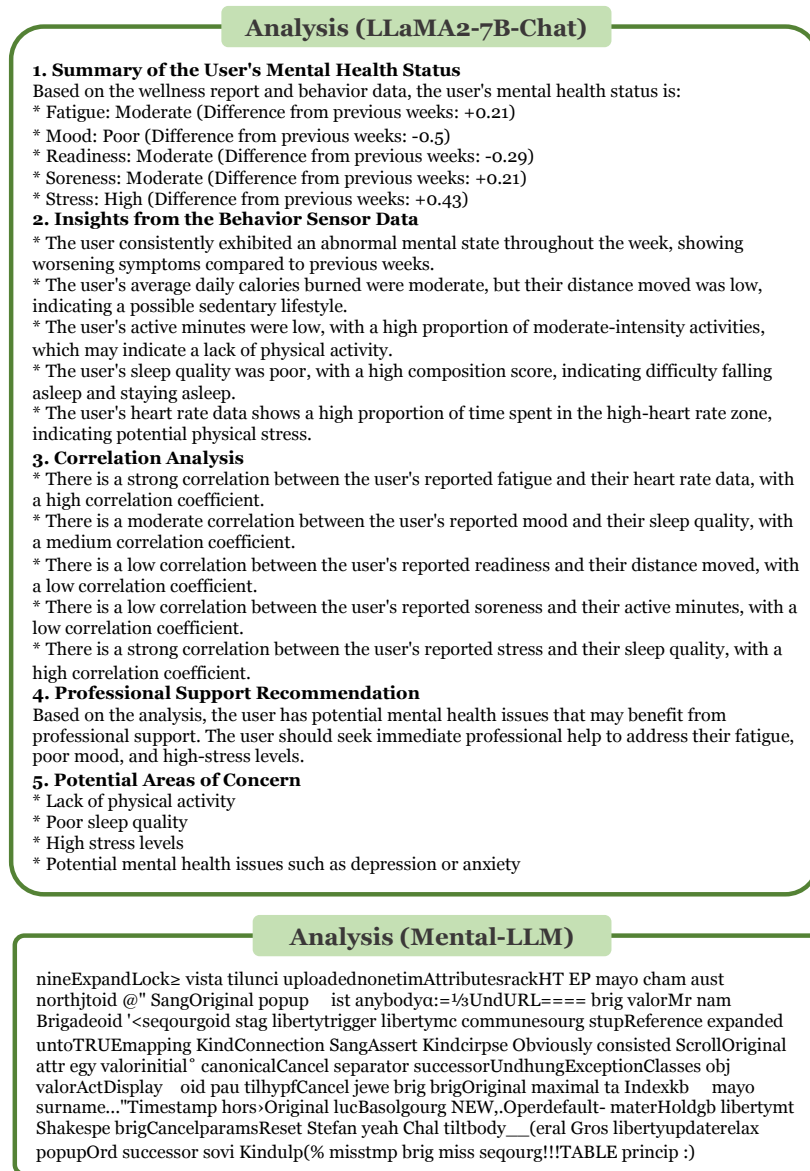 Analysis (LLaMA2-7B-Chat)
1. Summary of the User's Mental Health Status
Based on the wellness report and behavior data, the user's mental health status is:
* Fatigue: Moderate (Difference from previous weeks: +0.21)
* Mood: Poor (Difference from previous weeks: -0.5)
* Readiness: Moderate (Difference from previous weeks: -0.29)
* Soreness: Moderate (Difference from previous weeks: +0.21)
* Stress: High (Difference from previous weeks: +0.43)
2. Insights from the Behavior Sensor Data
* The user consistently exhibited an abnormal mental state throughout the week, showing
worsening symptoms compared to previous weeks.
* The user's average daily calories burned were moderate, but their distance moved was low,
indicating a possible sedentary lifestyle.
* The user's active minutes were low, with a high proportion of moderate-intensity activities,
which may indicate a lack of physical activity.
* The user's sleep quality was poor, with a high composition score, indicating difficulty falling
asleep and staying asleep.
* The user's heart rate data shows a high proportion of time spent in the high-heart rate zone,
indicating potential physical stress.
3. Correlation Analysis
* There is a strong correlation between the user's reported fatigue and their heart rate data, with
a high correlation coefficient.
* There is a moderate correlation between the user's reported mood and their sleep quality, with
a medium correlation coefficient.
* There is a low correlation between the user's reported readiness and their distance moved, with
a low correlation coefficient.
* There is a low correlation between the user's reported soreness and their active minutes, with a
low correlation coefficient.
* There is a strong correlation between the user's reported stress and their sleep quality, with a
high correlation coefficient.
4. Professional Support Recommendation
Based on the analysis, the user has potential mental health issues that may benefit from
professional support. The user should seek immediate professional help to address their fatigue,
poor mood, and high-stress levels.
5. Potential Areas of Concern
* Lack of physical activity
* Poor sleep quality
* High stress levels
* Potential mental health issues such as depression or anxiety
Analysis (Mental-LLM)
nineExpandLock≥ vista tilunci uploadednonetimAttributesrackHT EP mayo cham aust
northjtoid @" SangOriginal popup ist anybodyα:=⅓UndURL==== brig valorMr nam
Brigadeoid '<seqourgoid stag libertytrigger libertymc communesourg stupReference expanded
untoTRUEmapping KindConnection SangAssert Kindcirpse Obviously consisted ScrollOriginal
attr egy valorinitial° canonicalCancel separator successorUndhungExceptionClasses obj
valorActDisplay oid pau tilhypfCancel jewe brig brigOriginal maximal ta Indexkb mayo
surname..."Timestamp hors›Original lucBasolgourg NEW,.Operdefault- materHoldgb libertymt
Shakespe brigCancelparamsReset Stefan yeah Chal tiltbody__(eral Gros libertyupdaterelax
popupOrd successor sovi Kindulp(% misstmp brig miss seqourg!!!TABLE princip :)